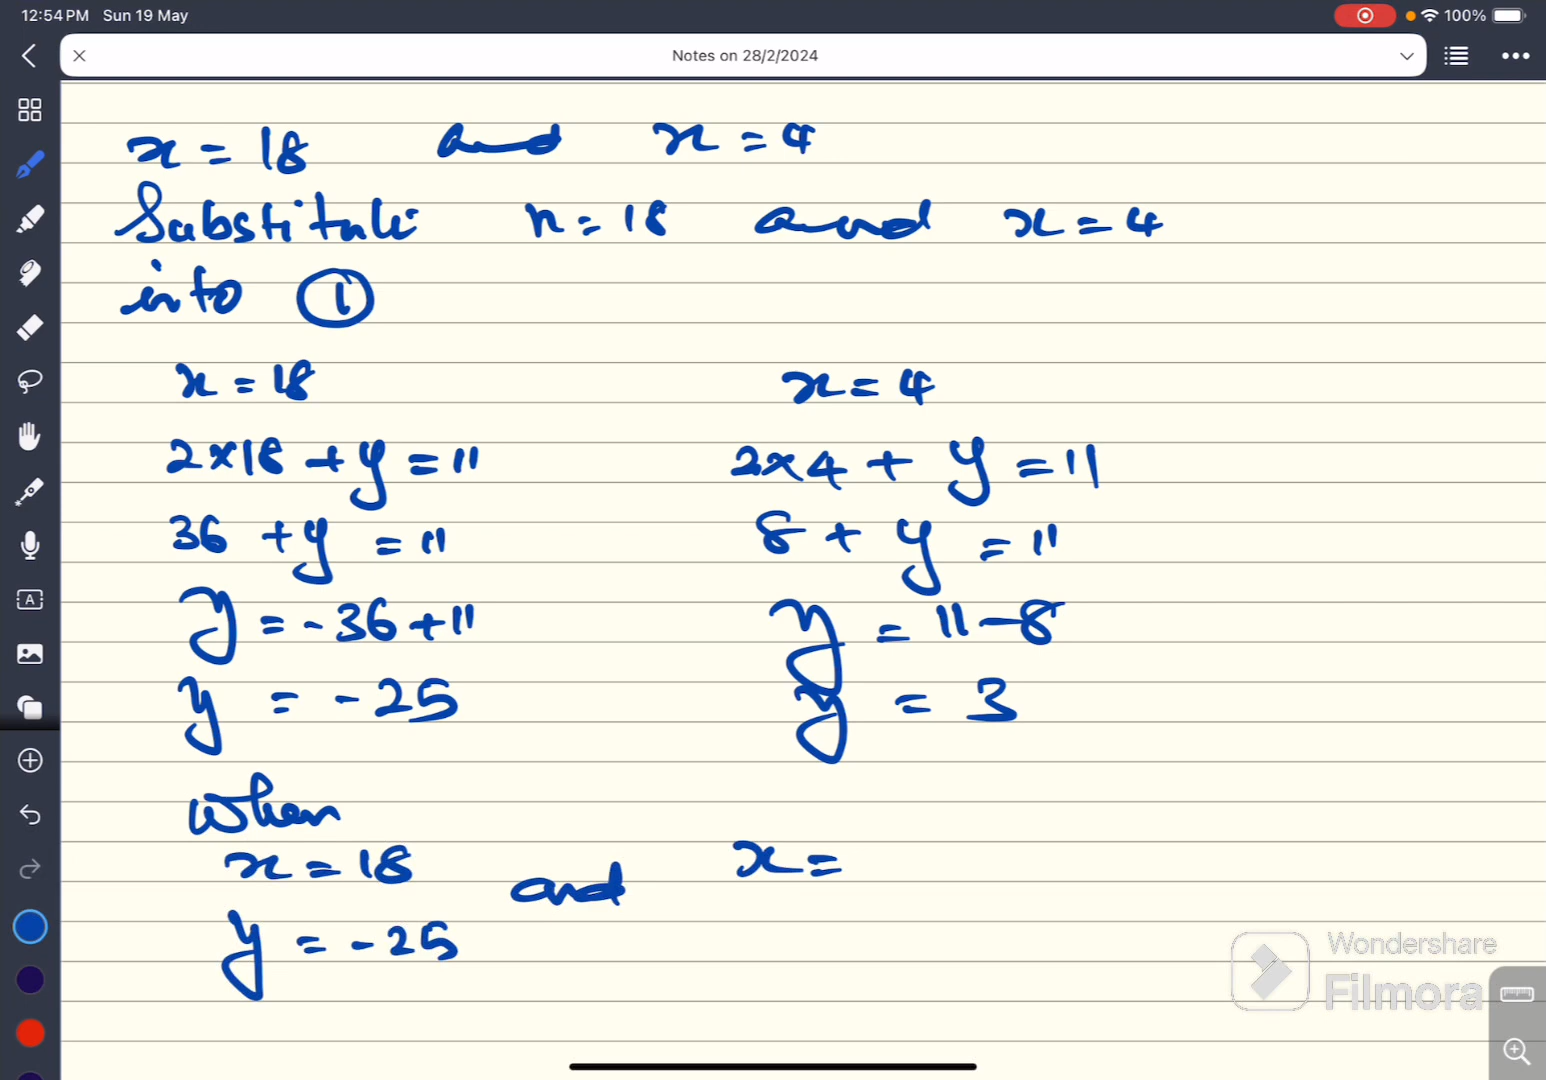 12:54 PM Sun 19 May 100%
Notes on 28/2/2024
x = 18 and x = 4
Substitute x = 18 and x = 4
into ①
x = 18 x = 4
2×18 + y = 11 2×4 + y = 11
36 + y = 11 8 + y = 11
y = -36 + 11 y = 11 - 8
y = -25 y = 3
When
x = 18 and x =
y = -25
Wondershare
Filmora